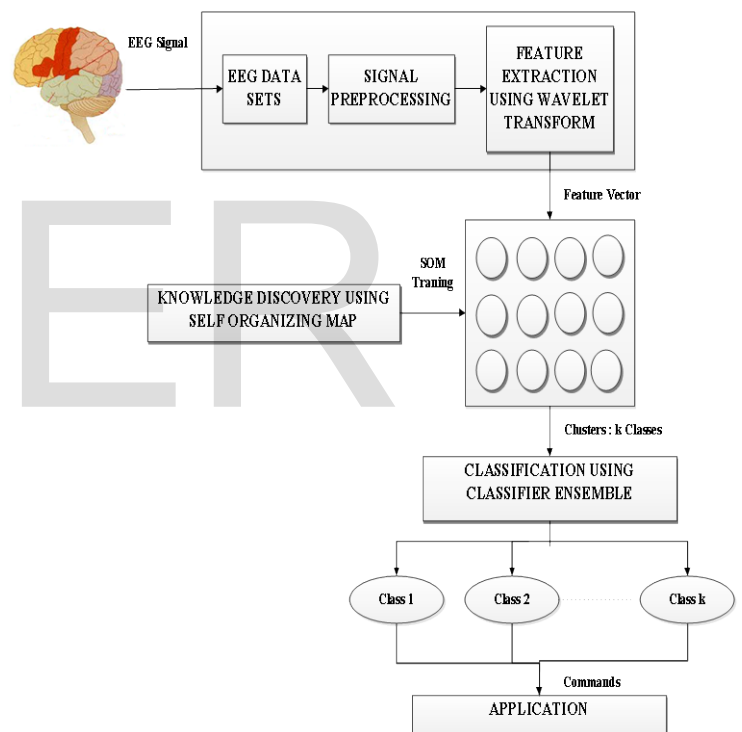 EEG Signal
EEG DATA
SETS
SIGNAL
PREPROCESSING
FEATURE
EXTRACTION
USING WAVELET
TRANSFORM
Feature Vector
ER
SOM
Traning
KNOWLEDGE DISCOVERY USING
SELF ORGANIZING MAP
Clusters : k Classes
CLASSIFICATION USING
CLASSIFIER ENSEMBLE
Class 1
Class 2
Class k
Commands
APPLICATION